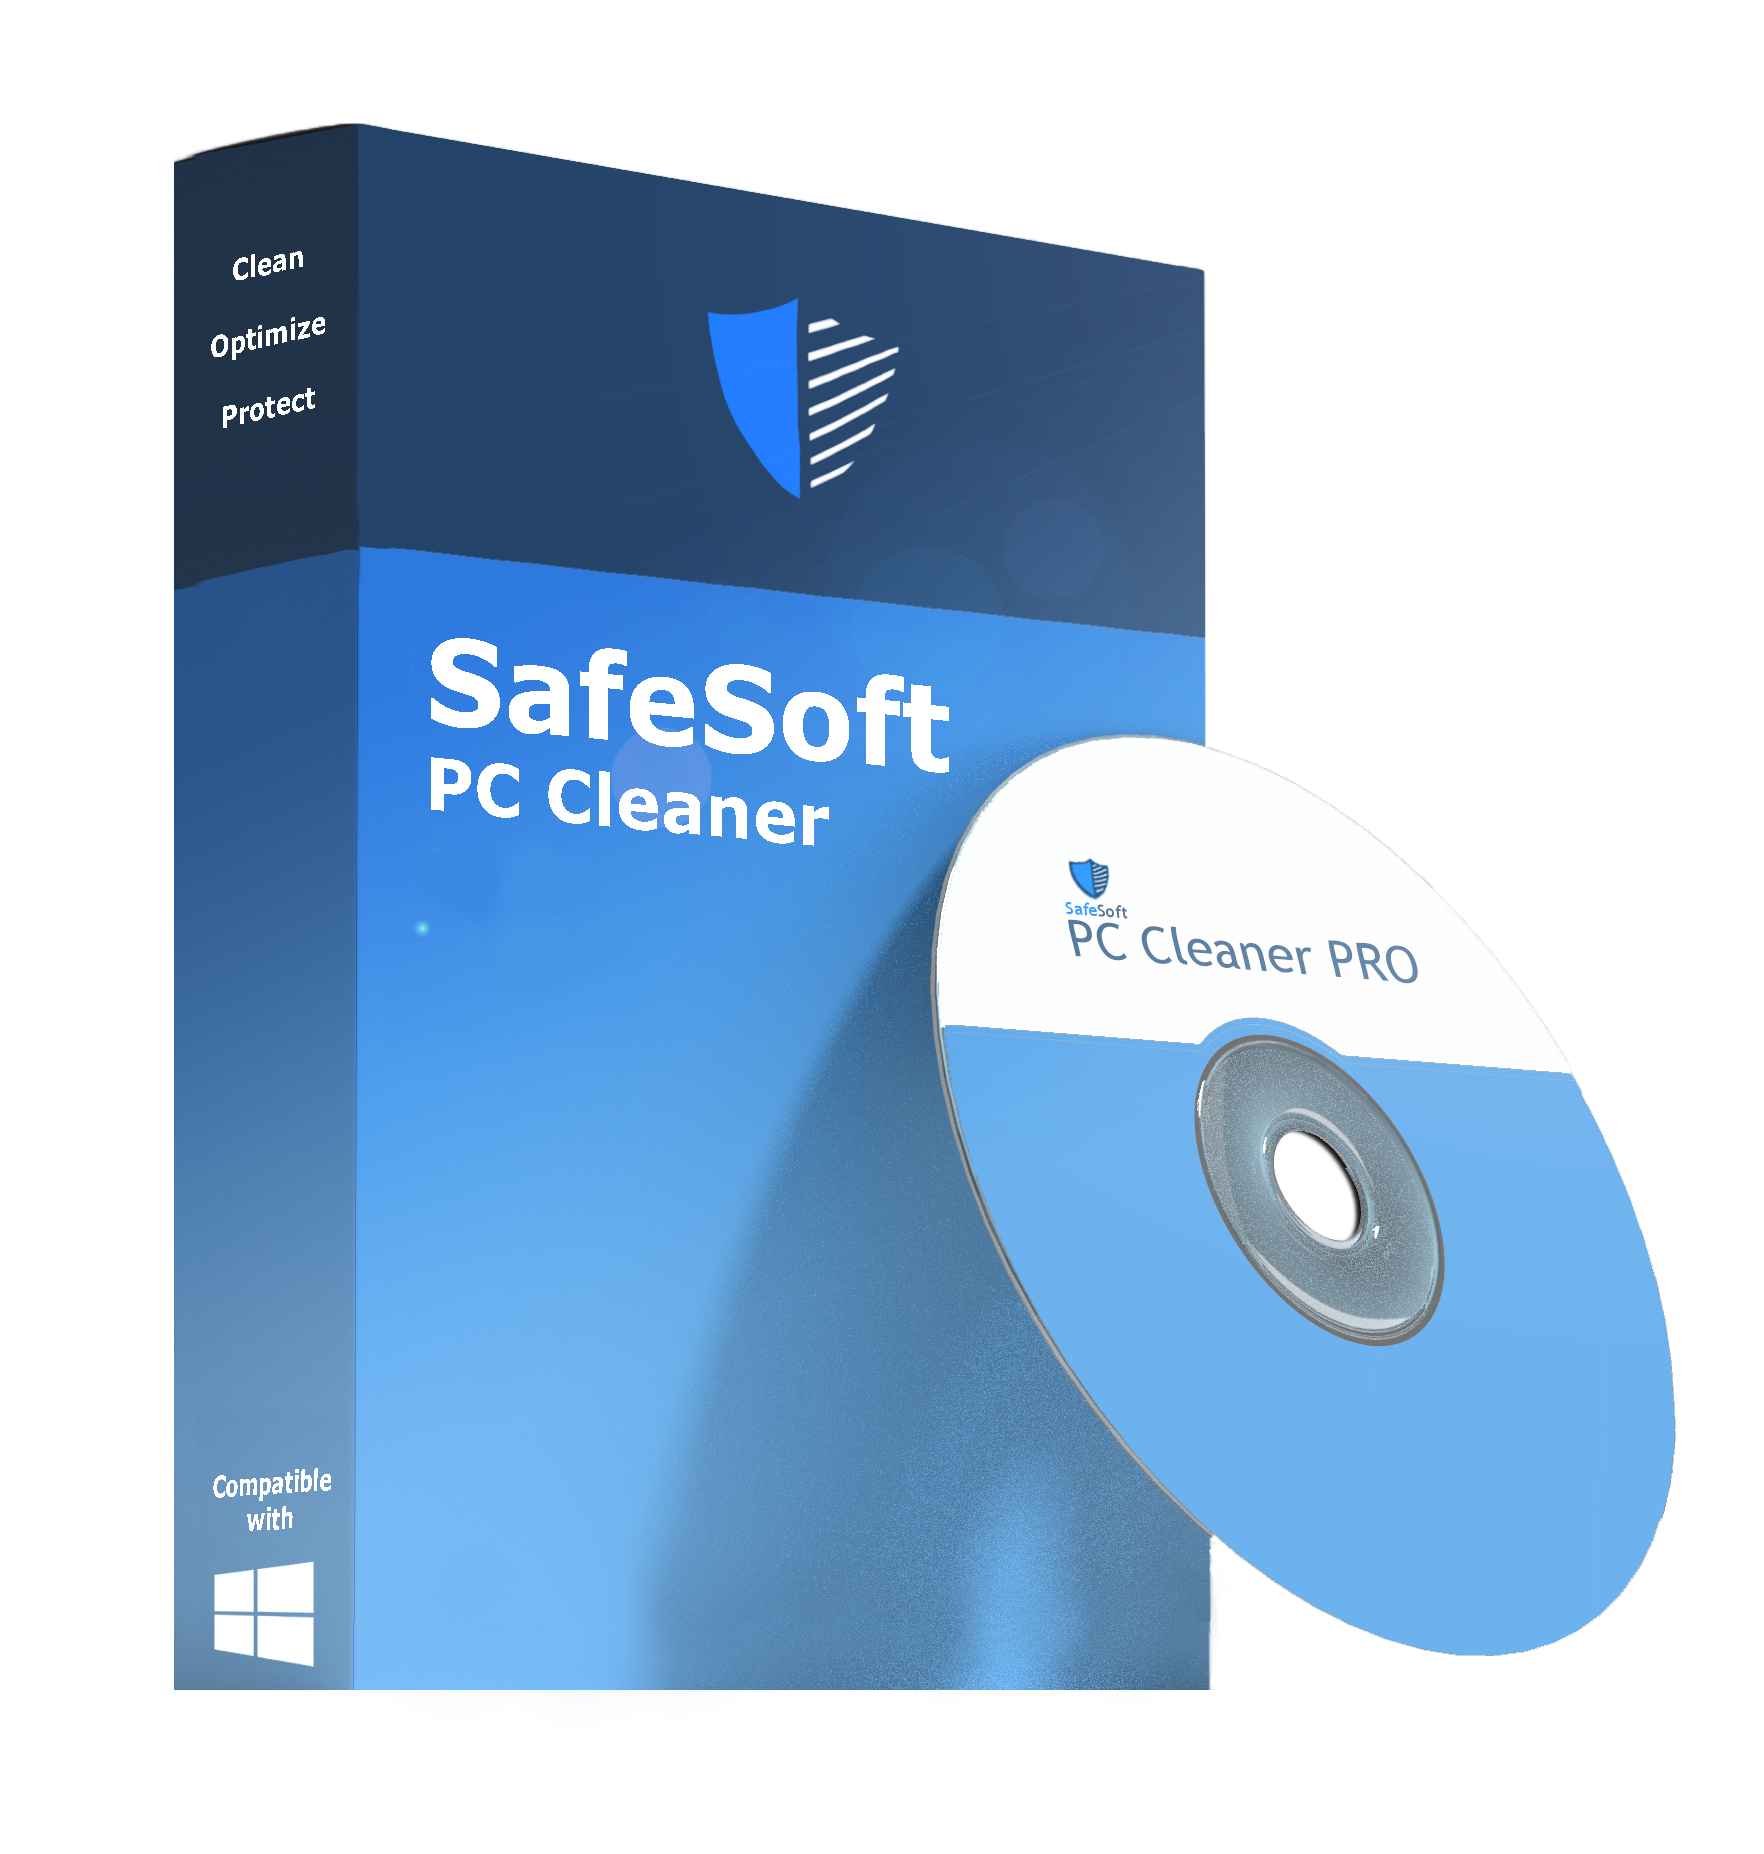 Clean
Optimize
Protect
SafeSoft
PC Cleaner
SafeSoft
PC Cleaner PRO
Compatible
with